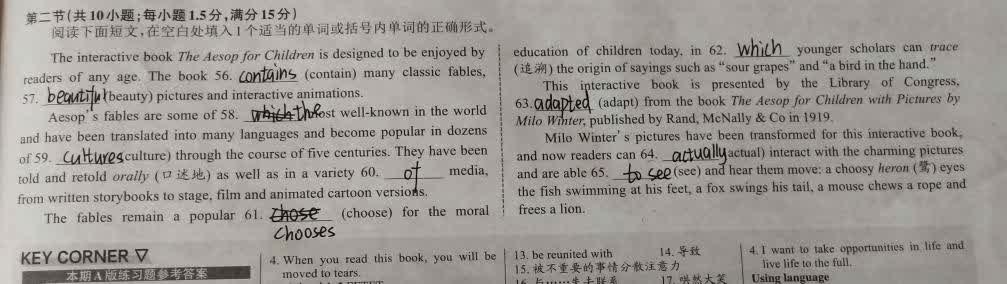 第二节(共10小题;每小题1.5分,满分15分)
阅读下面短文,在空白处填入1个适当的单词或括号内单词的正确形式。
The interactive book The Aesop for Children is designed to be enjoyed by
readers of any age. The book 56. contains (contain) many classic fables,
57. beautiful (beauty) pictures and interactive animations.
Aesop's fables are some of 58. which the most well-known in the world
and have been translated into many languages and become popular in dozens
of 59. cultures (culture) through the course of five centuries. They have been
told and retold orally (口述地) as well as in a variety 60. of media,
from written storybooks to stage, film and animated cartoon versions.
The fables remain a popular 61. chose (choose) for the moral
chooses
education of children today, in 62. which younger scholars can trace
(追溯) the origin of sayings such as "sour grapes" and "a bird in the hand."
This interactive book is presented by the Library of Congress,
63. adapted (adapt) from the book The Aesop for Children with Pictures by
Milo Winter, published by Rand, McNally & Co in 1919.
Milo Winter's pictures have been transformed for this interactive book,
and now readers can 64. actually (actual) interact with the charming pictures
and are able 65. to see (see) and hear them move: a choosy heron (鹭) eyes
the fish swimming at his feet, a fox swings his tail, a mouse chews a rope and
frees a lion.
KEY CORNER ▽
本期A版练习题参考答案
4. When you read this book, you will be
moved to tears.
13. be reunited with 14. 导致
15. 被不重要的事情分散注意力
17. 哄然大笑
4. I want to take opportunities in life and
live life to the full.
Using language